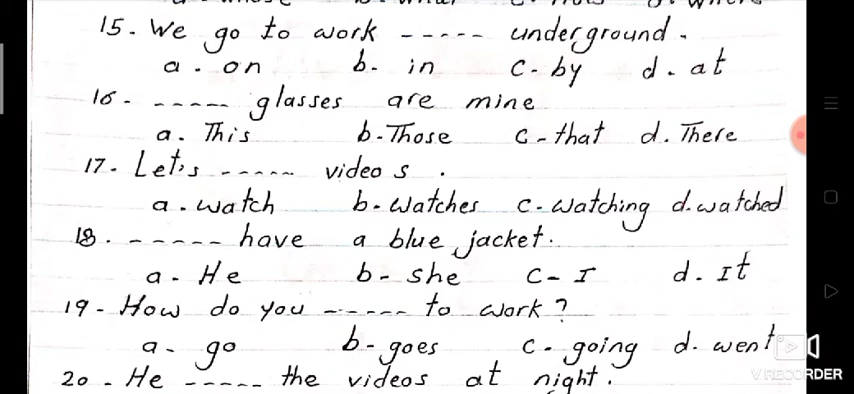 15. We go to work ----- underground.
a. on b. in c. by d. at
16- ----- glasses are mine
a. This b. Those c - that d. There
17. Let's ----- videos.
a. watch b. watches c. watching d. watched
18. ----- have a blue jacket.
a - He b - she c - I d. It
19 - How do you ----- to work?
a - go b - goes c. going d. went
20 - He ----- the videos at night.
V RECORDER